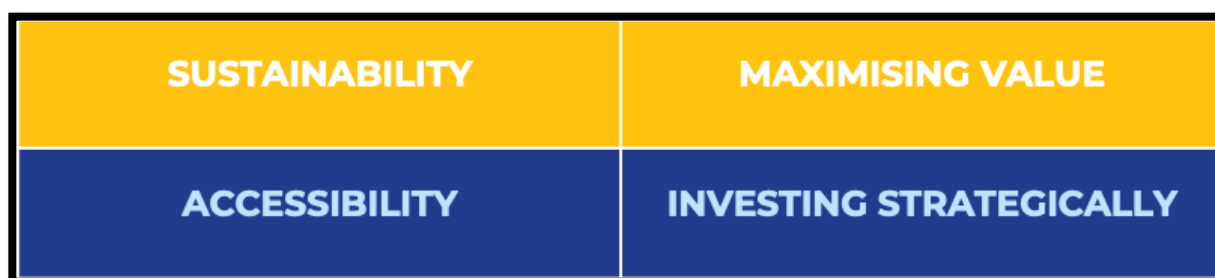 SUSTAINABILITY
MAXIMISING VALUE
ACCESSIBILITY
INVESTING STRATEGICALLY